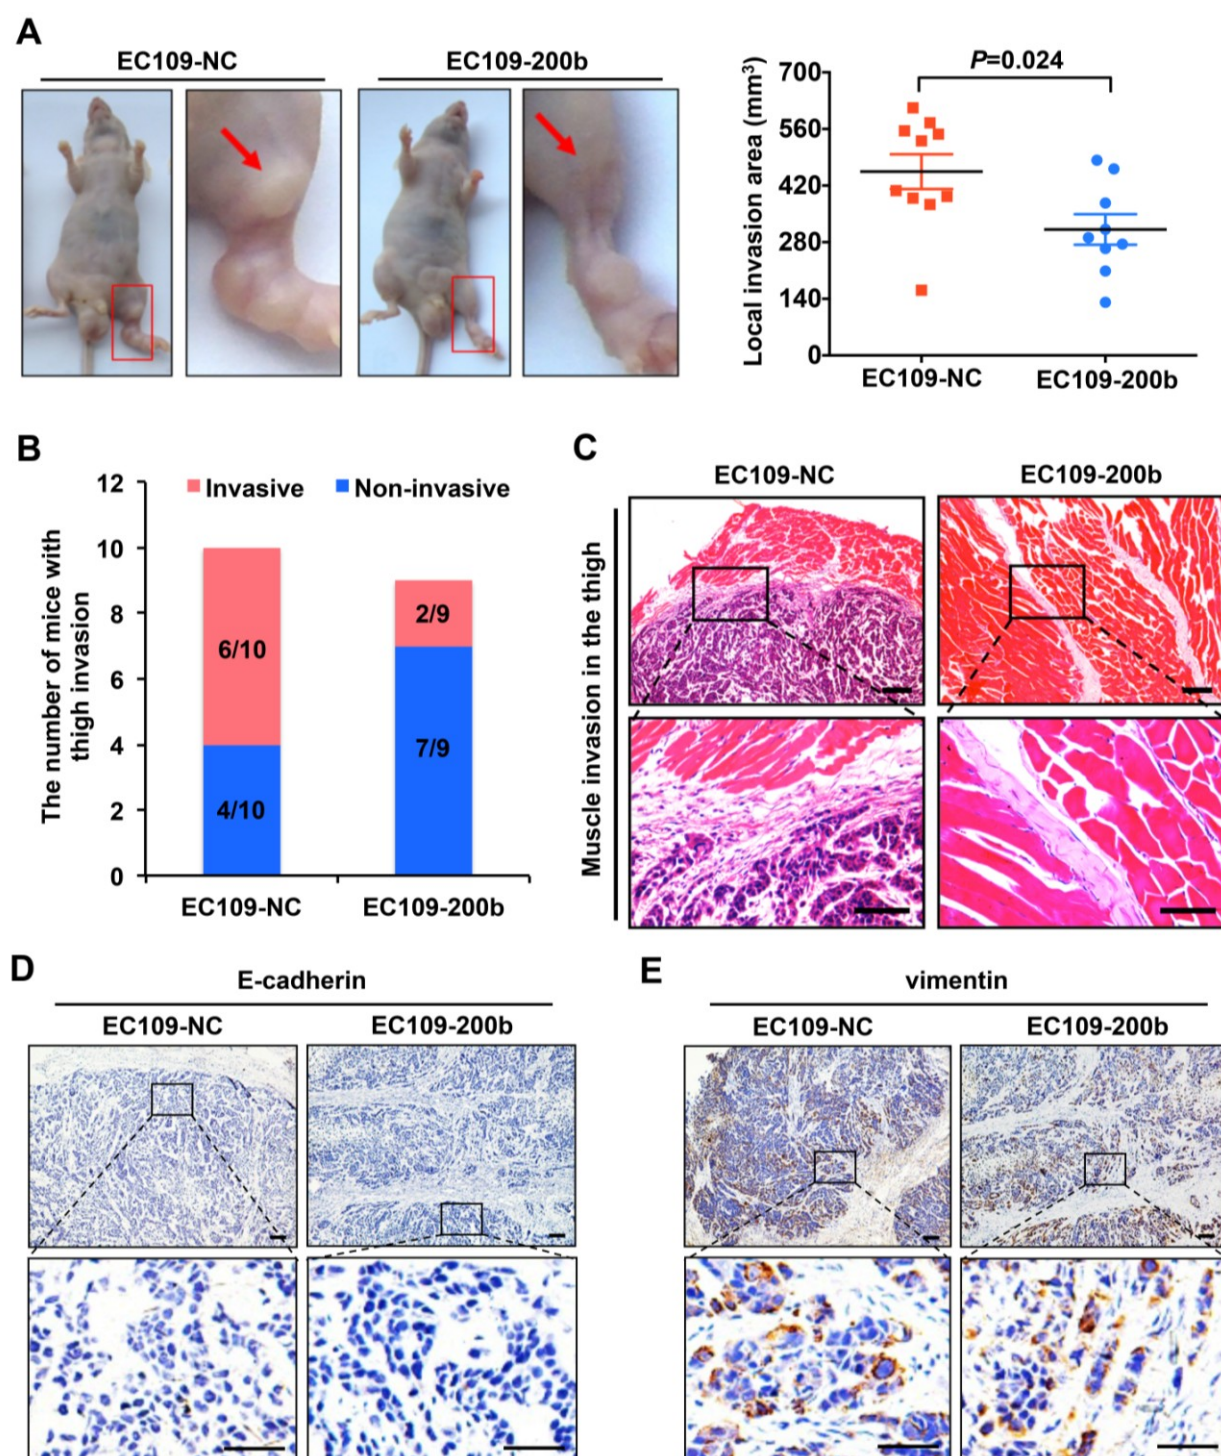 A
EC109-NC
EC109-200b
Local invasion area (mm³)
700
560
420
280
140
0
P=0.024
EC109-NC
EC109-200b
B
The number of mice with
thigh invasion
12
10
8
6
4
2
0
Invasive
Non-invasive
6/10
4/10
2/9
7/9
EC109-NC
EC109-200b
C
EC109-NC
EC109-200b
Muscle invasion in the thigh
D
E-cadherin
EC109-NC
EC109-200b
E
vimentin
EC109-NC
EC109-200b